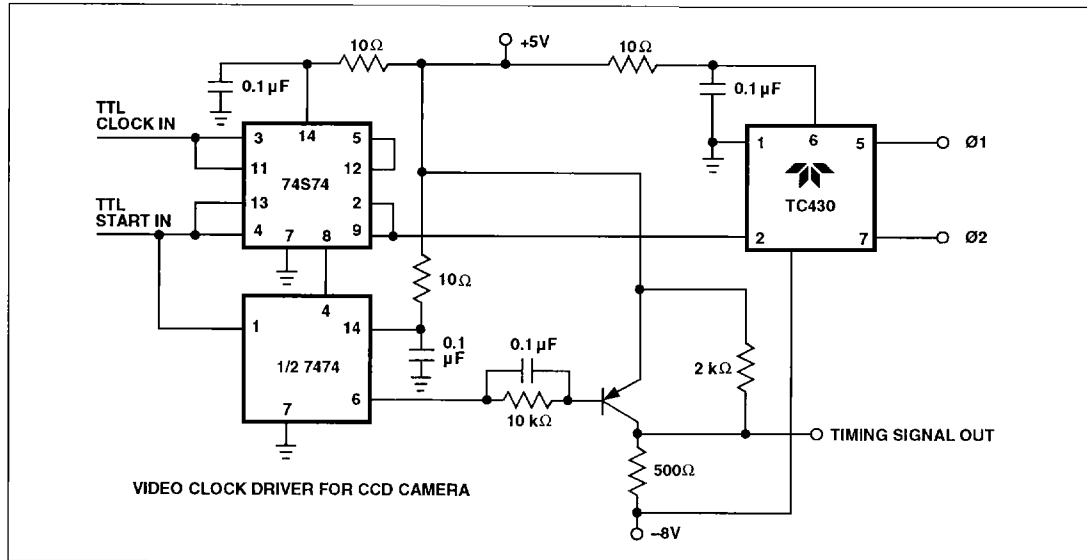 +5V
10Ω
10Ω
0.1 µF
0.1 µF
TTL
CLOCK IN
3
14
5
11
12
74S74
13
2
TTL
START IN
4
7
8
9
1
6
5
Ø1
TC430
2
7
Ø2
10Ω
4
1
14
0.1
µF
1/2 7474
0.1 µF
2 kΩ
6
10 kΩ
7
TIMING SIGNAL OUT
500Ω
VIDEO CLOCK DRIVER FOR CCD CAMERA
–8V